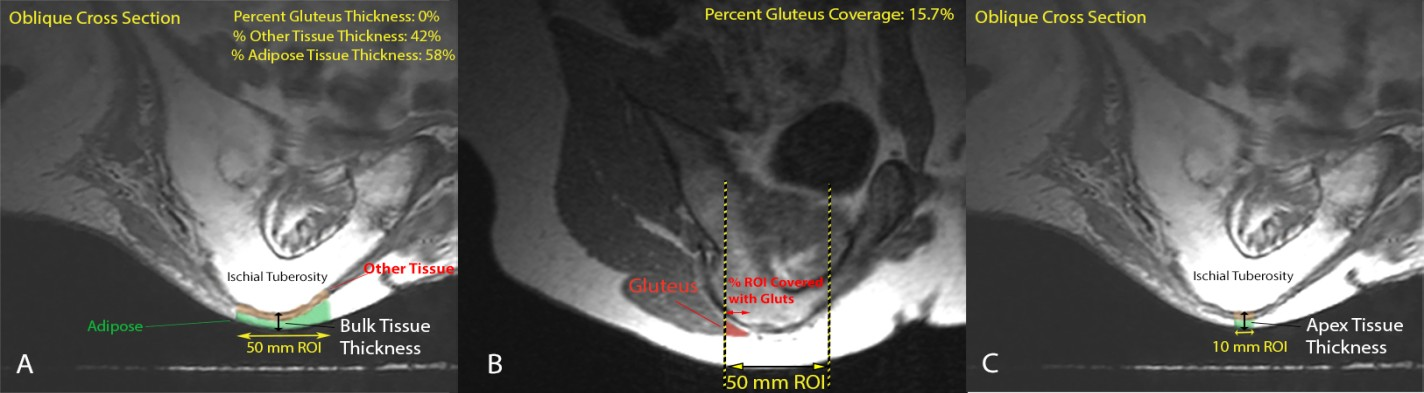 Oblique Cross Section
Percent Gluteus Thickness: 0%
% Other Tissue Thickness: 42%
% Adipose Tissue Thickness: 58%
Ischial Tuberosity
Other Tissue
Adipose
Bulk Tissue
Thickness
50 mm ROI
A
Percent Gluteus Coverage: 15.7%
Gluteus
% ROI Covered
with Gluts
50 mm ROI
B
Oblique Cross Section
Ischial Tuberosity
Apex Tissue
Thickness
10 mm ROI
C